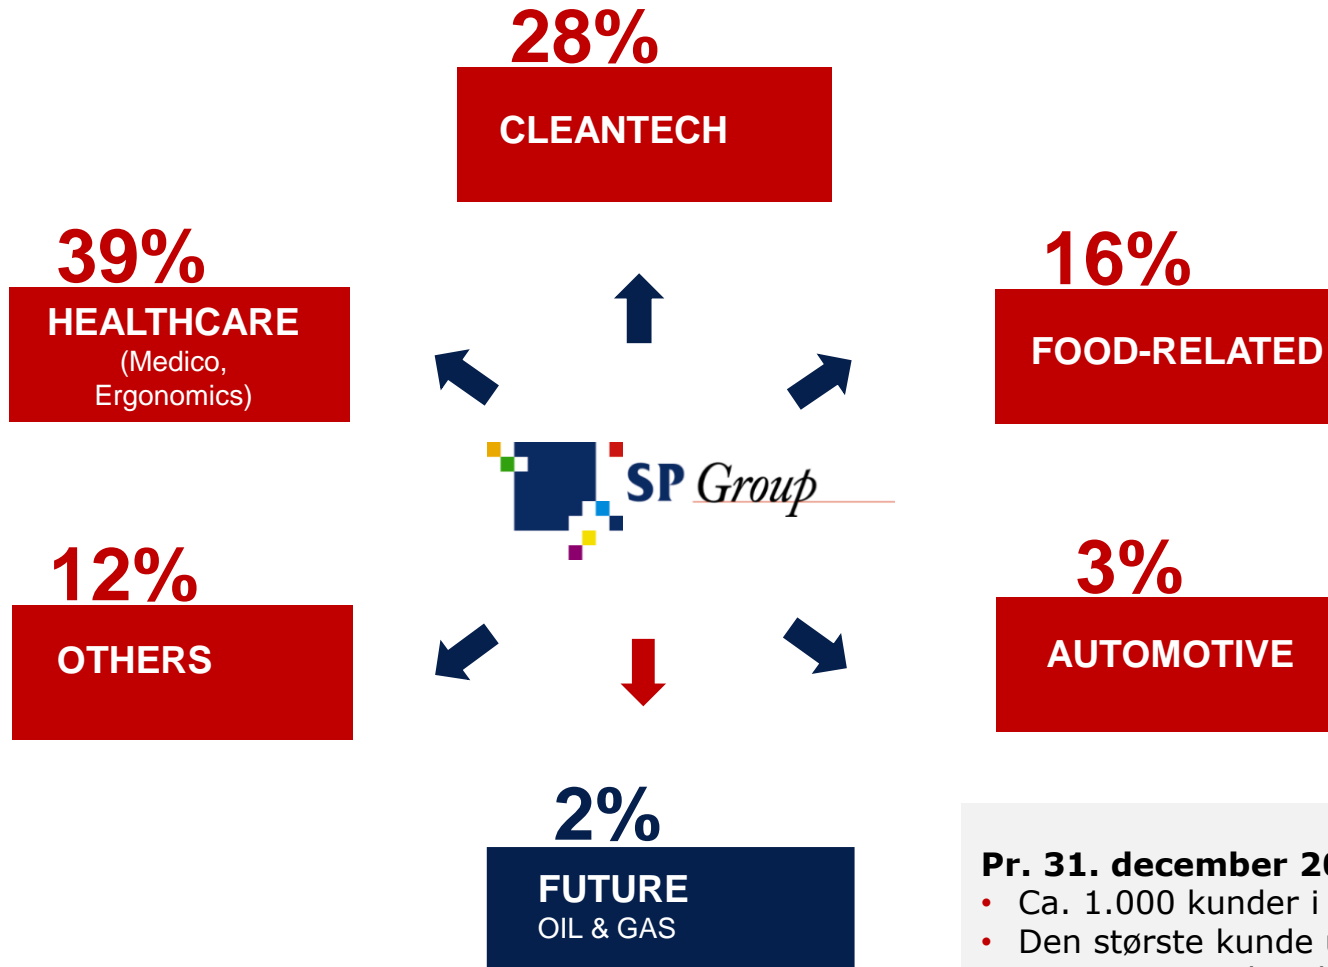 28%
CLEANTECH
39%
HEALTHCARE
(Medico,
Ergonomics)
16%
FOOD-RELATED
SP Group
12%
OTHERS
3%
AUTOMOTIVE
2%
FUTURE
OIL & GAS
Pr. 31. december
• Ca. 1.000 kunder i
• Den største kunde